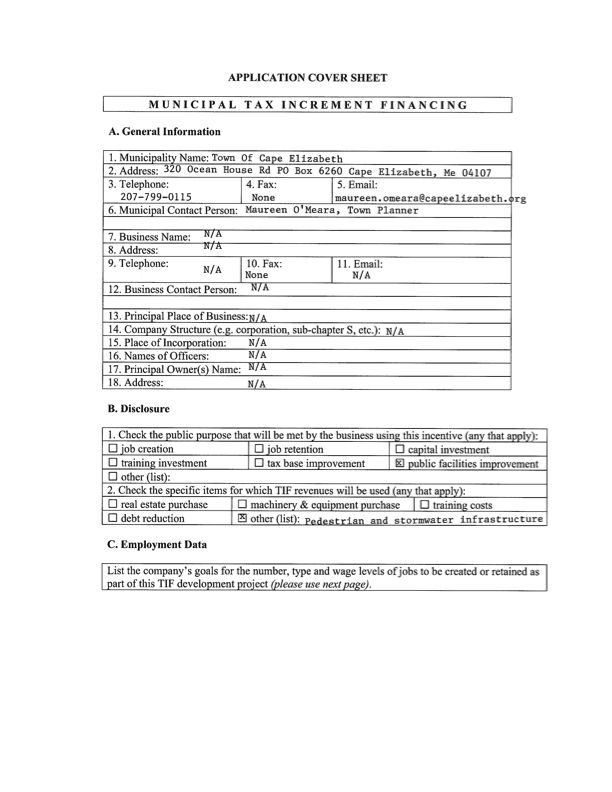 APPLICATION COVER SHEET
MUNICIPAL TAX INCREMENT FINANCING
A. General Information
1. Municipality Name: Town Of Cape Elizabeth
2. Address: 320 Ocean House Rd PO Box 6260 Cape Elizabeth, Me 04107
3. Telephone: 4. Fax: 5. Email:
207-799-0115 None maureen.omeara@capeelizabeth.org
6. Municipal Contact Person: Maureen O'Meara, Town Planner
7. Business Name: N/A
8. Address: N/A
9. Telephone: N/A 10. Fax: 11. Email:
None N/A
12. Business Contact Person: N/A
13. Principal Place of Business: N/A
14. Company Structure (e.g. corporation, sub-chapter S, etc.): N/A
15. Place of Incorporation: N/A
16. Names of Officers: N/A
17. Principal Owner(s) Name: N/A
18. Address: N/A
B. Disclosure
1. Check the public purpose that will be met by the business using this incentive (any that apply):
☐ job creation ☐ job retention ☐ capital investment
☐ training investment ☐ tax base improvement ☒ public facilities improvement
☐ other (list):
2. Check the specific items for which TIF revenues will be used (any that apply):
☐ real estate purchase ☐ machinery & equipment purchase ☐ training costs
☐ debt reduction ☒ other (list): Pedestrian and stormwater infrastructure
C. Employment Data
List the company's goals for the number, type and wage levels of jobs to be created or retained as
part of this TIF development project (please use next page).